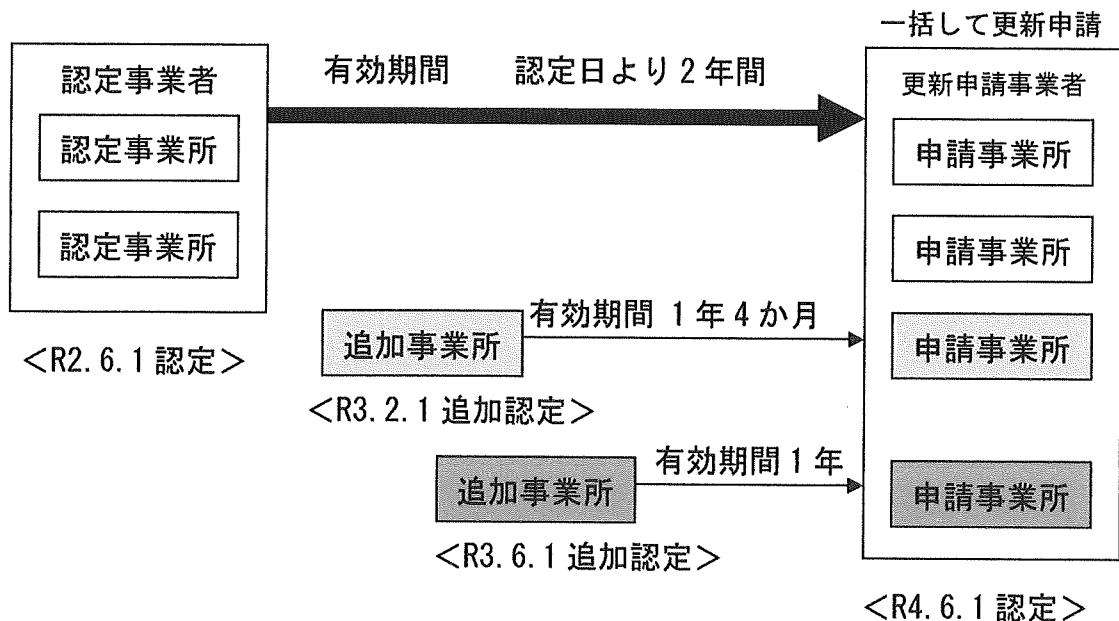 一括して更新申請
認定事業者
有効期間　認定日より2年間
更新申請事業者
認定事業所
申請事業所
認定事業所
申請事業所
<R2.6.1 認定>
追加事業所
有効期間 1年4か月
申請事業所
<R3.2.1 追加認定>
追加事業所
有効期間1年
申請事業所
<R3.6.1 追加認定>
<R4.6.1 認定>